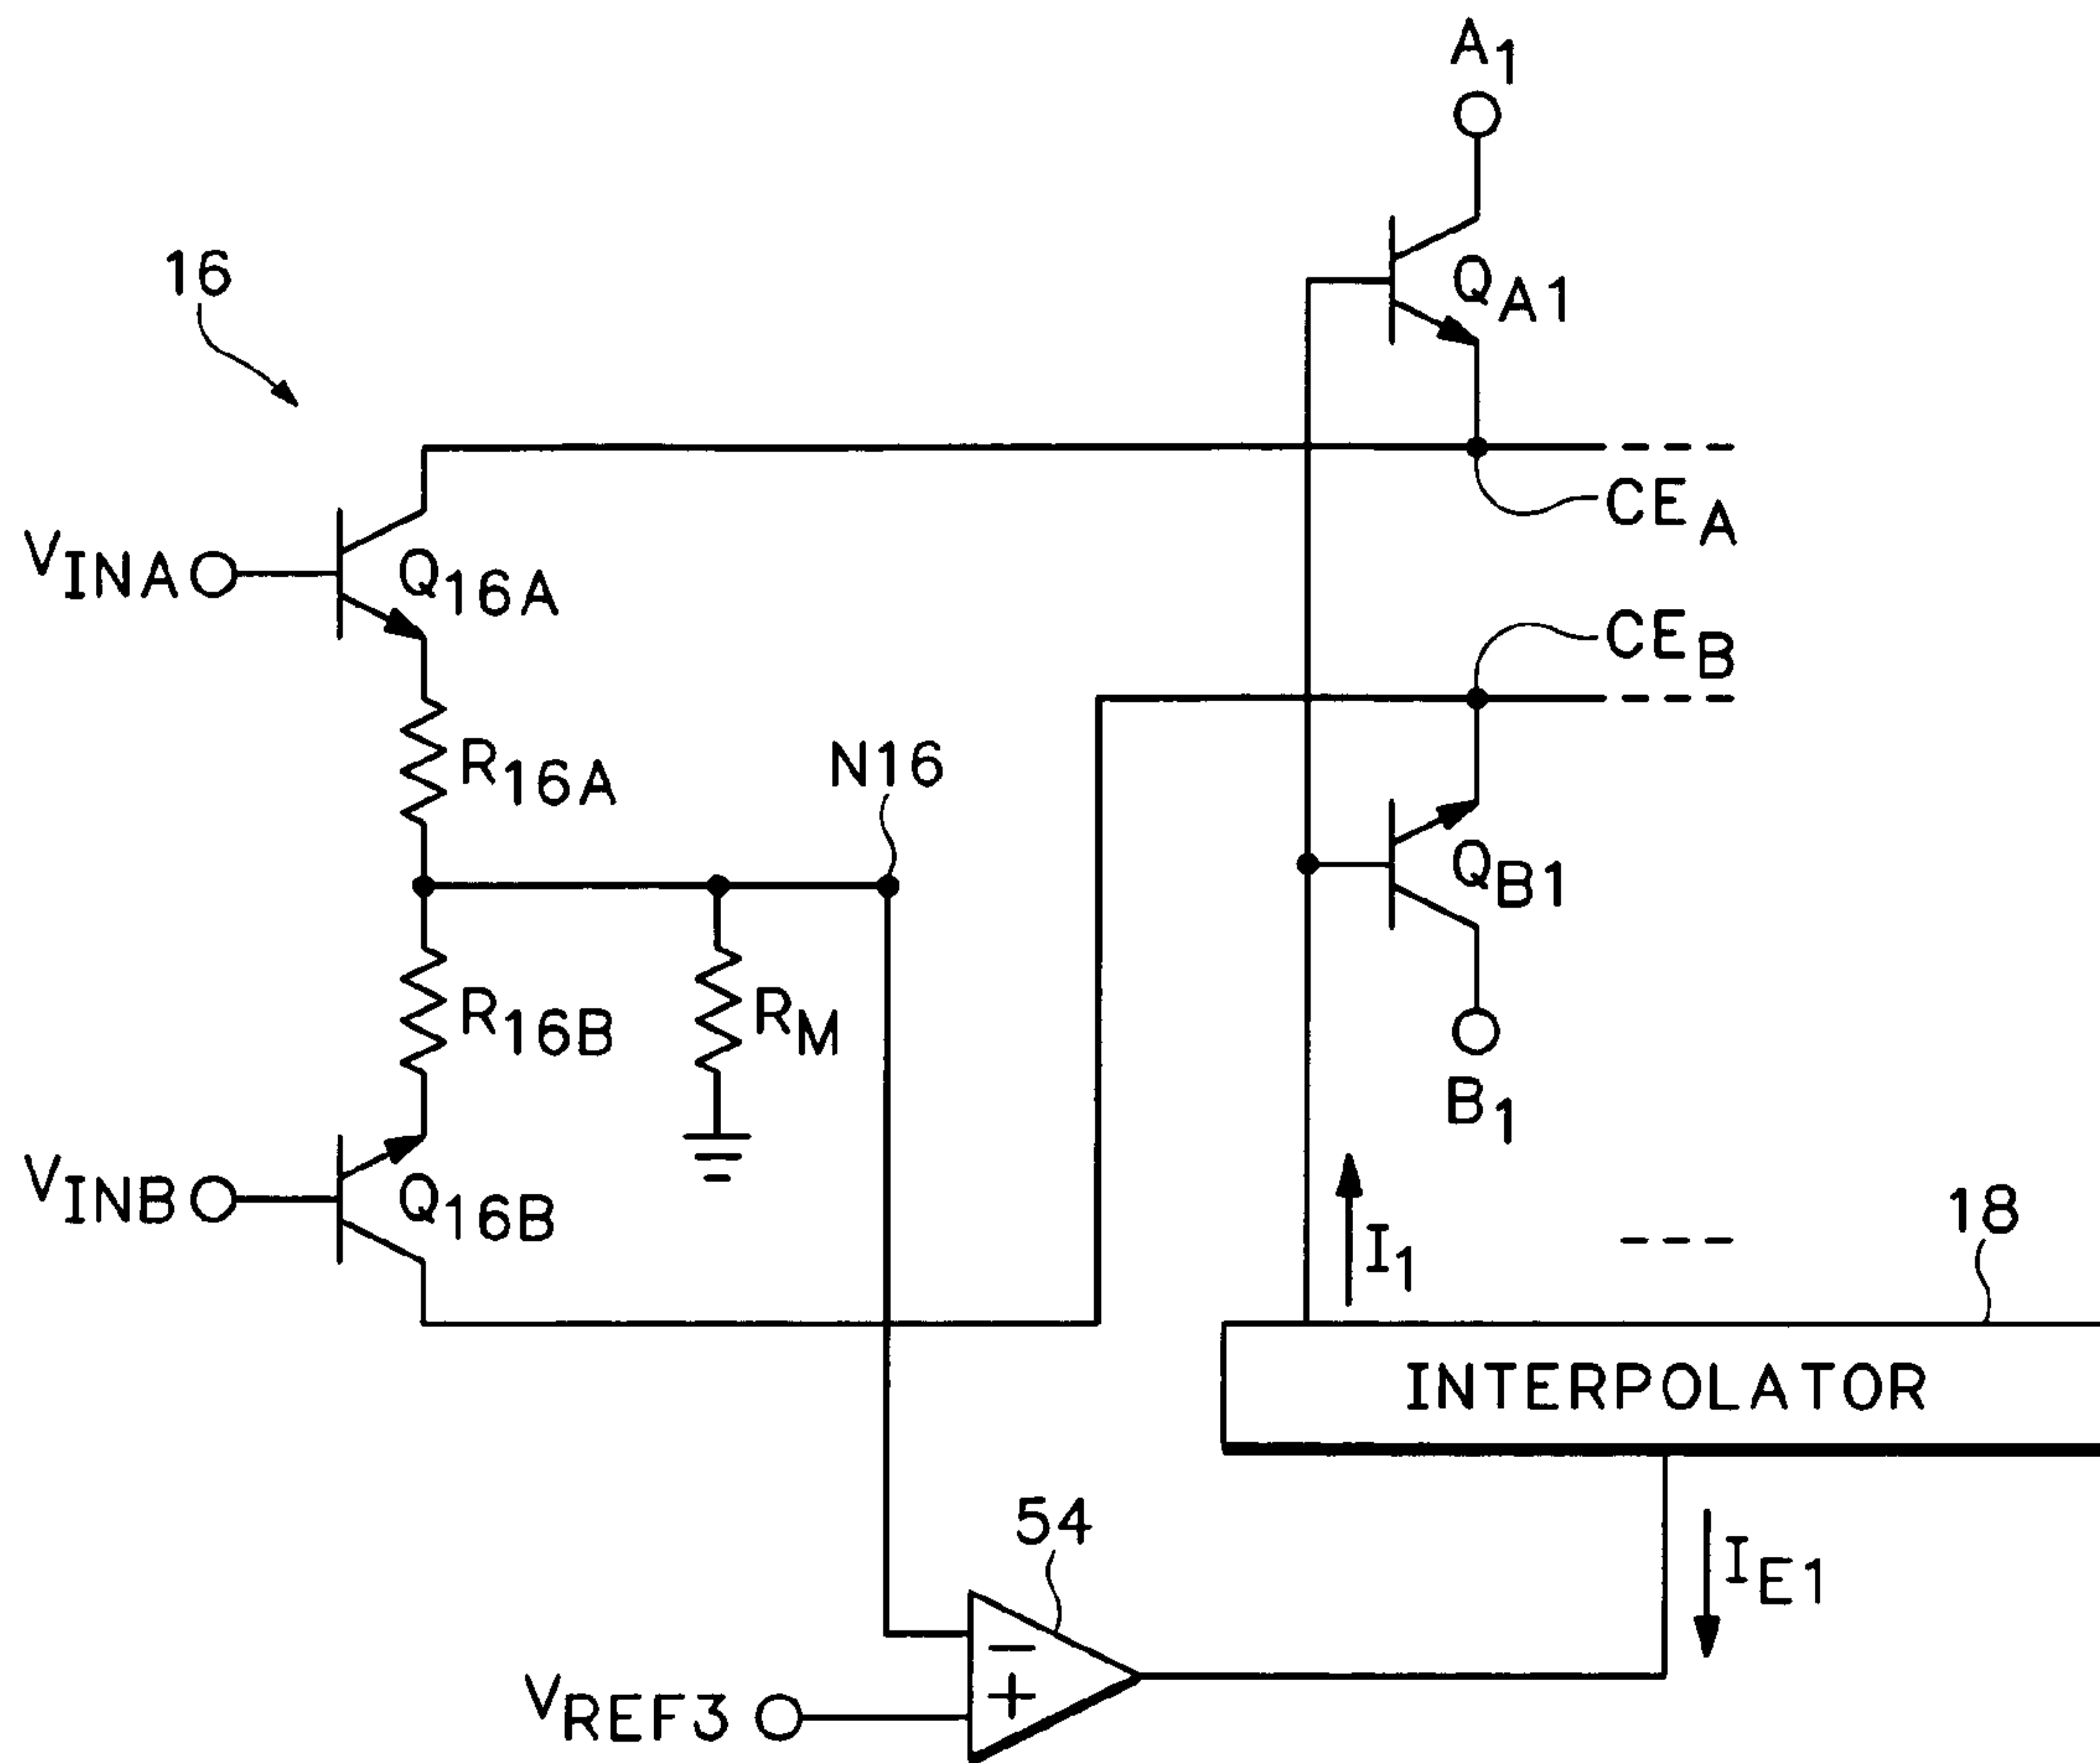 A1
QA1
16
CEA
VINA
Q16A
CEB
R16A
N16
QB1
R16B
RM
B1
VINB
Q16B
I1
18
INTERPOLATOR
54
IE1
−
+
VREF3